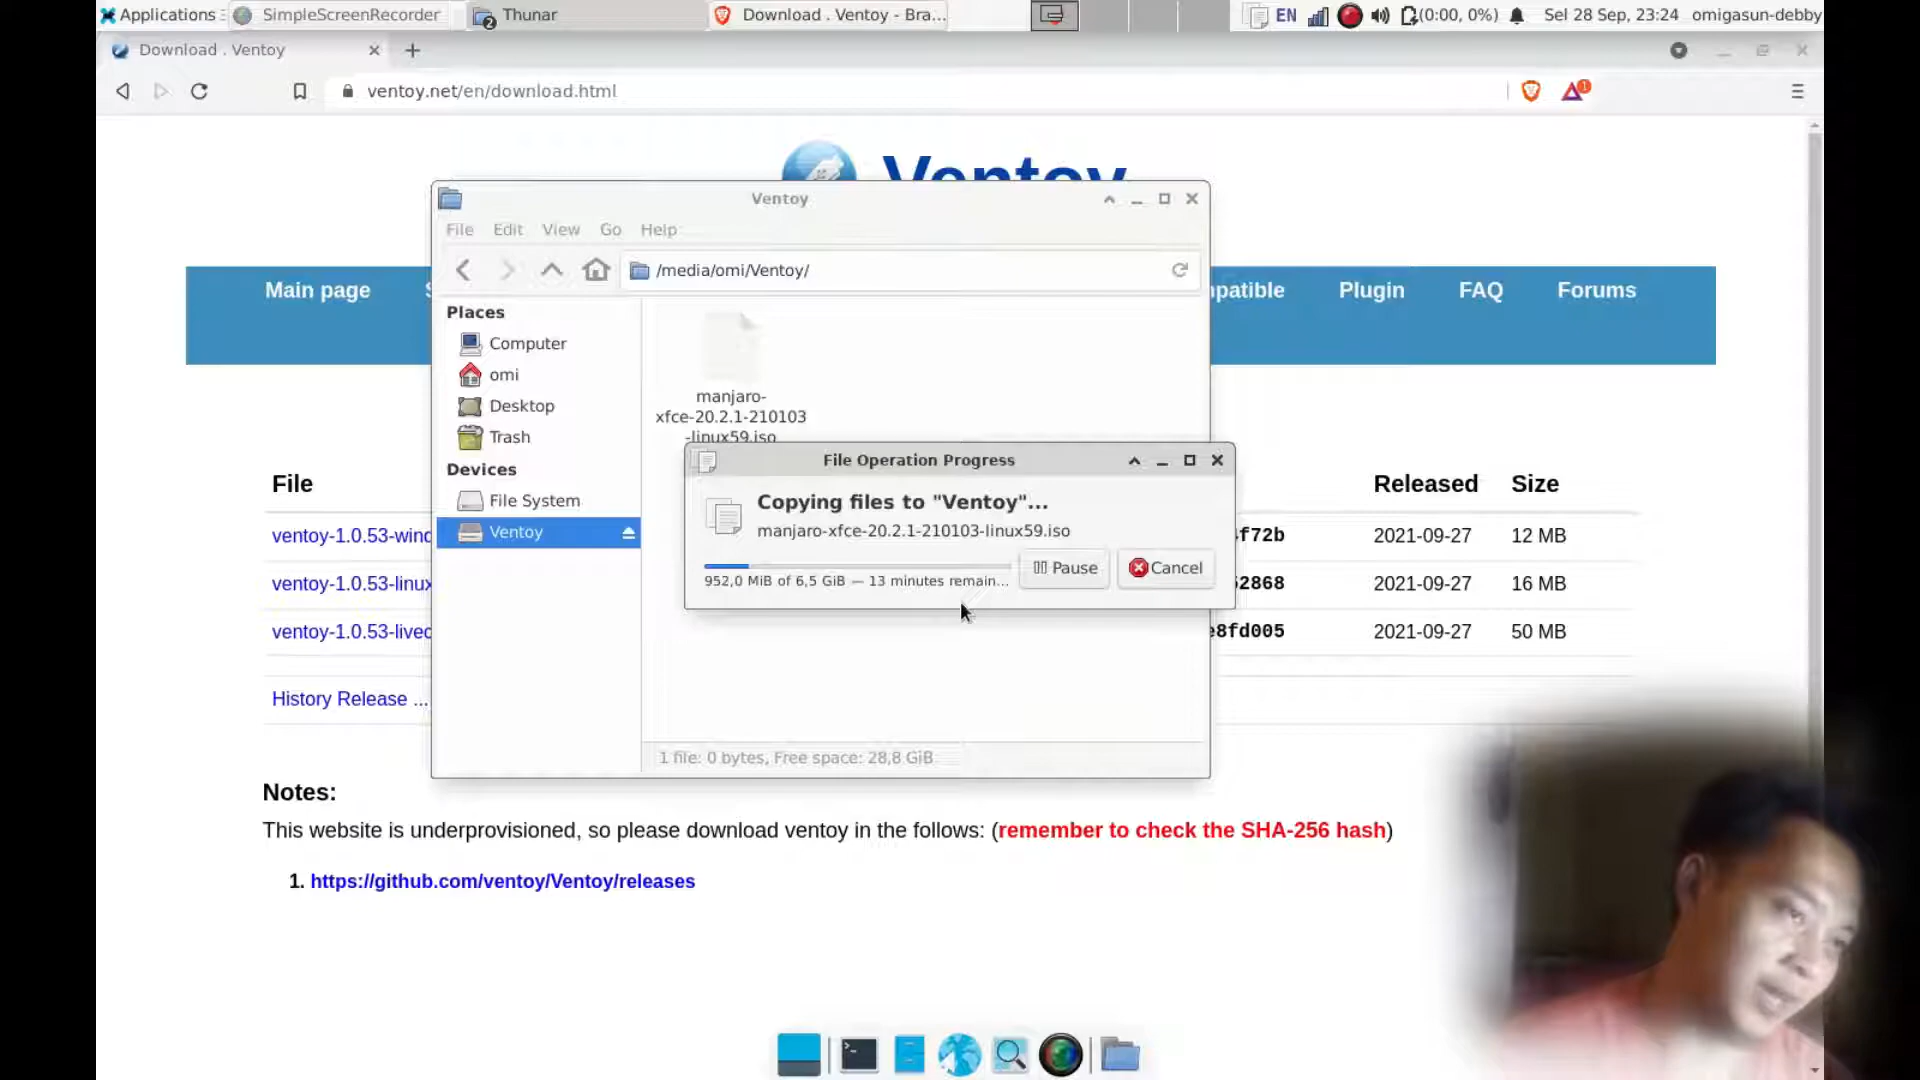 Applications
SimpleScreenRecorder
2
Thunar
Download . Ventoy - Bra...
EN
(0:00, 0%)
Sel 28 Sep, 23:24
omigasun-debby
Download . Ventoy
ventoy.net/en/download.html
1
Ventoy
Ventoy
File Edit View Go Help
/media/omi/Ventoy/
Main page
Plugin
FAQ
Forums
Places
Computer
omi
Desktop
Trash
Devices
File System
Ventoy
manjaro-
xfce-20.2.1-210103
-linux59.iso
File Operation Progress
Copying files to "Ventoy"...
manjaro-xfce-20.2.1-210103-linux59.iso
952,0 MiB of 6,5 GiB — 13 minutes remain...
Pause
Cancel
1 file: 0 bytes, Free space: 28,8 GiB
File
Released
Size
ventoy-1.0.53-wind
f72b
2021-09-27
12 MB
ventoy-1.0.53-linux
2868
2021-09-27
16 MB
ventoy-1.0.53-livec
e8fd005
2021-09-27
50 MB
History Release ...
Notes:
This website is underprovisioned, so please download ventoy in the follows: (remember to check the SHA-256 hash)
1. https://github.com/ventoy/Ventoy/releases